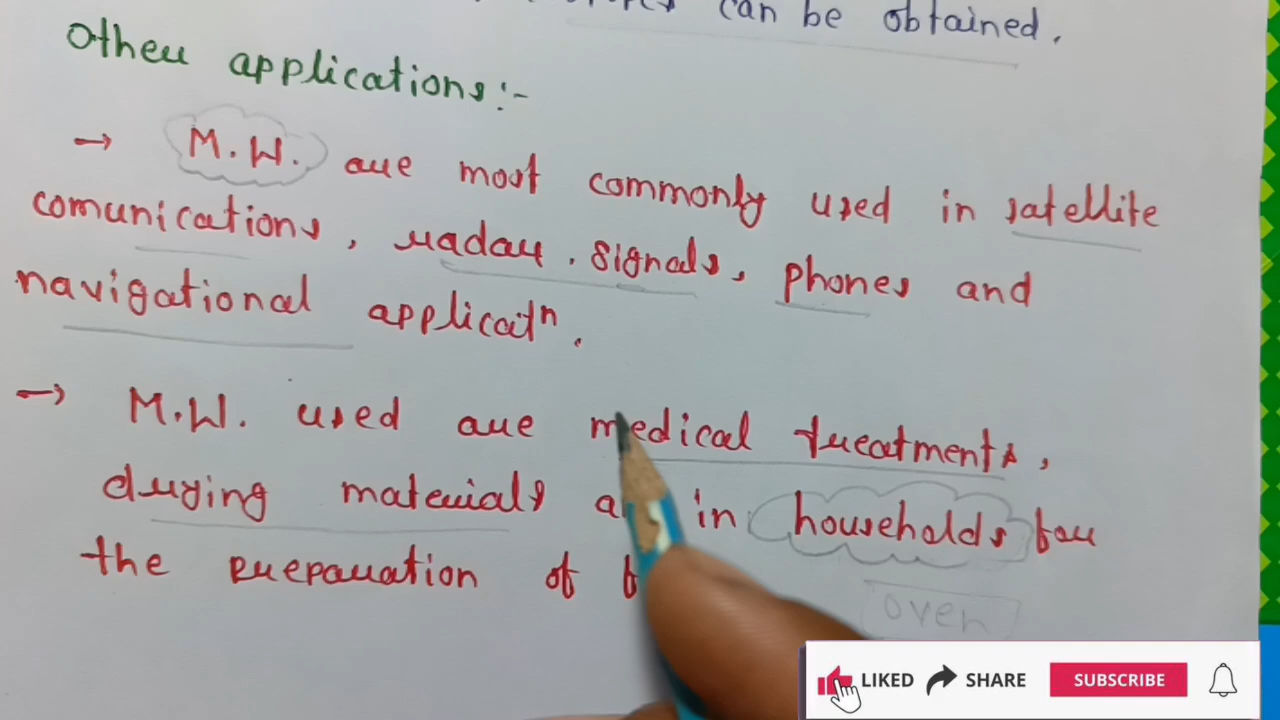 can be obtained.
Other applications:-
→ M.W. are most commonly used in satellite
comunications, radar. signals, phones and
navigational applicatn.
→ M.W. used are medical treatments,
drying materials in households for
the preparation of
oven
LIKED SHARE SUBSCRIBE